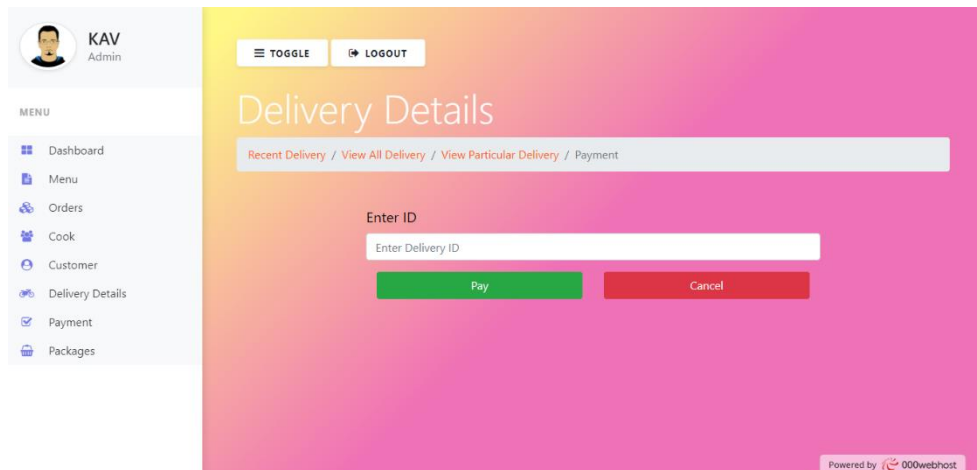 KAV
Admin
MENU
Dashboard
Menu
Orders
Cook
Customer
Delivery Details
Payment
Packages
TOGGLE
LOGOUT
Delivery Details
Recent Delivery / View All Delivery / View Particular Delivery / Payment
Enter ID
Enter Delivery ID
Pay
Cancel
Powered by 000webhost